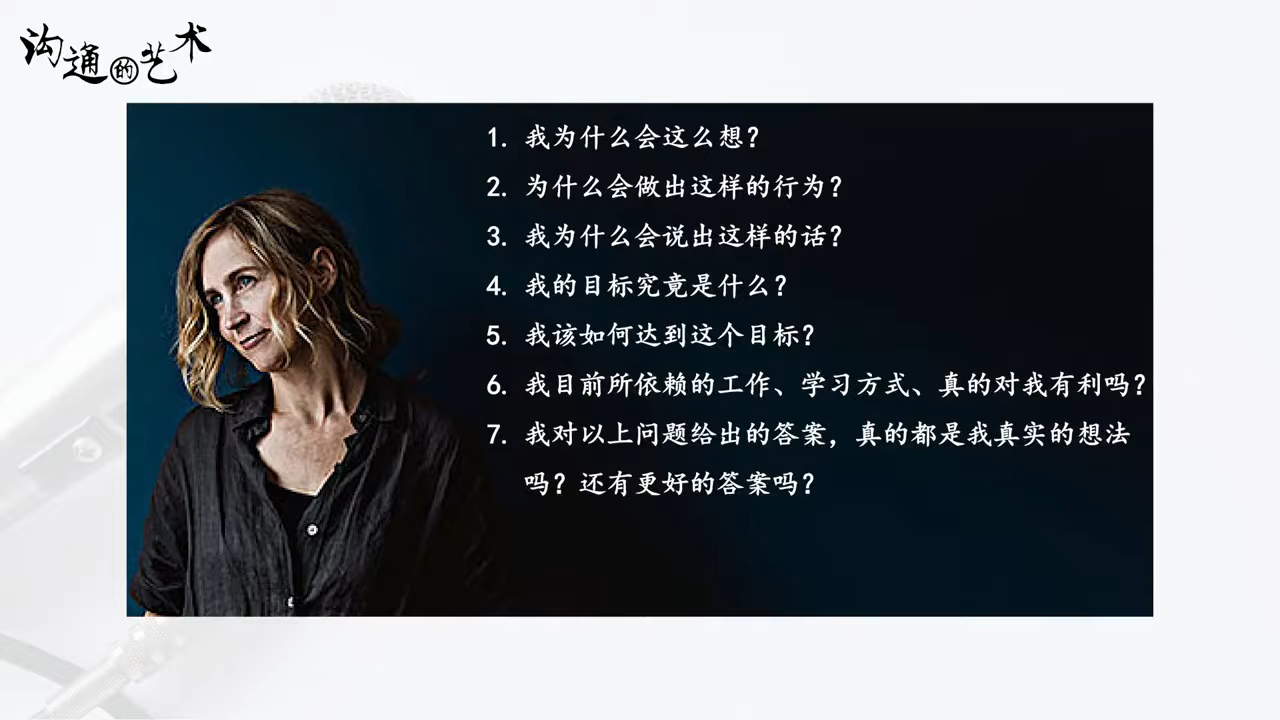 沟通的艺术
1. 我为什么会这么想？
2. 为什么会做出这样的行为？
3. 我为什么会说出这样的话？
4. 我的目标究竟是什么？
5. 我该如何达到这个目标？
6. 我目前所依赖的工作、学习方式、真的对我有利吗？
7. 我对以上问题给出的答案，真的都是我真实的想法
吗？还有更好的答案吗？